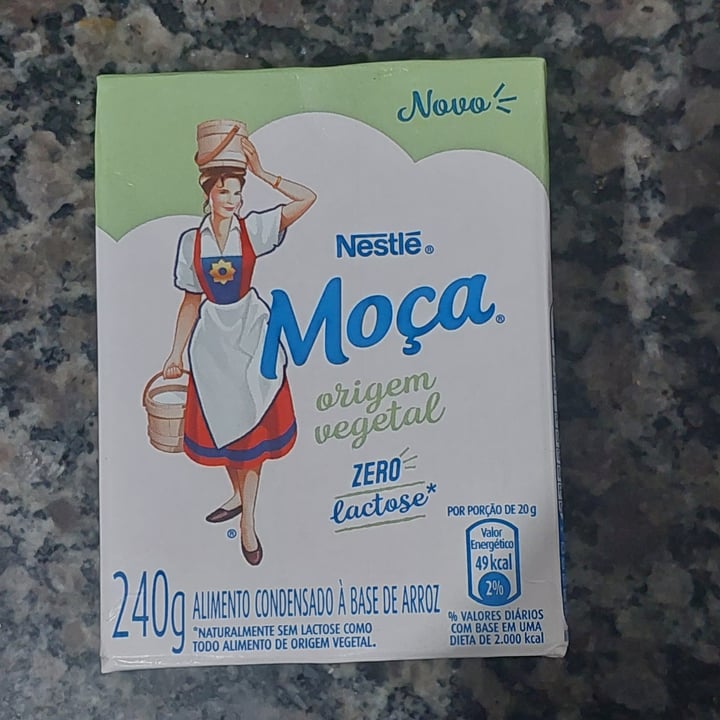 Novo
Nestlé®
Moça®
origem
vegetal
ZERO
lactose*
POR PORÇÃO DE 20g
Valor
Energético
49 kcal
2%
% VALORES DIÁRIOS
COM BASE EM UMA
DIETA DE 2.000 kcal
®
240g ALIMENTO CONDENSADO À BASE DE ARROZ
*NATURALMENTE SEM LACTOSE COMO
TODO ALIMENTO DE ORIGEM VEGETAL.